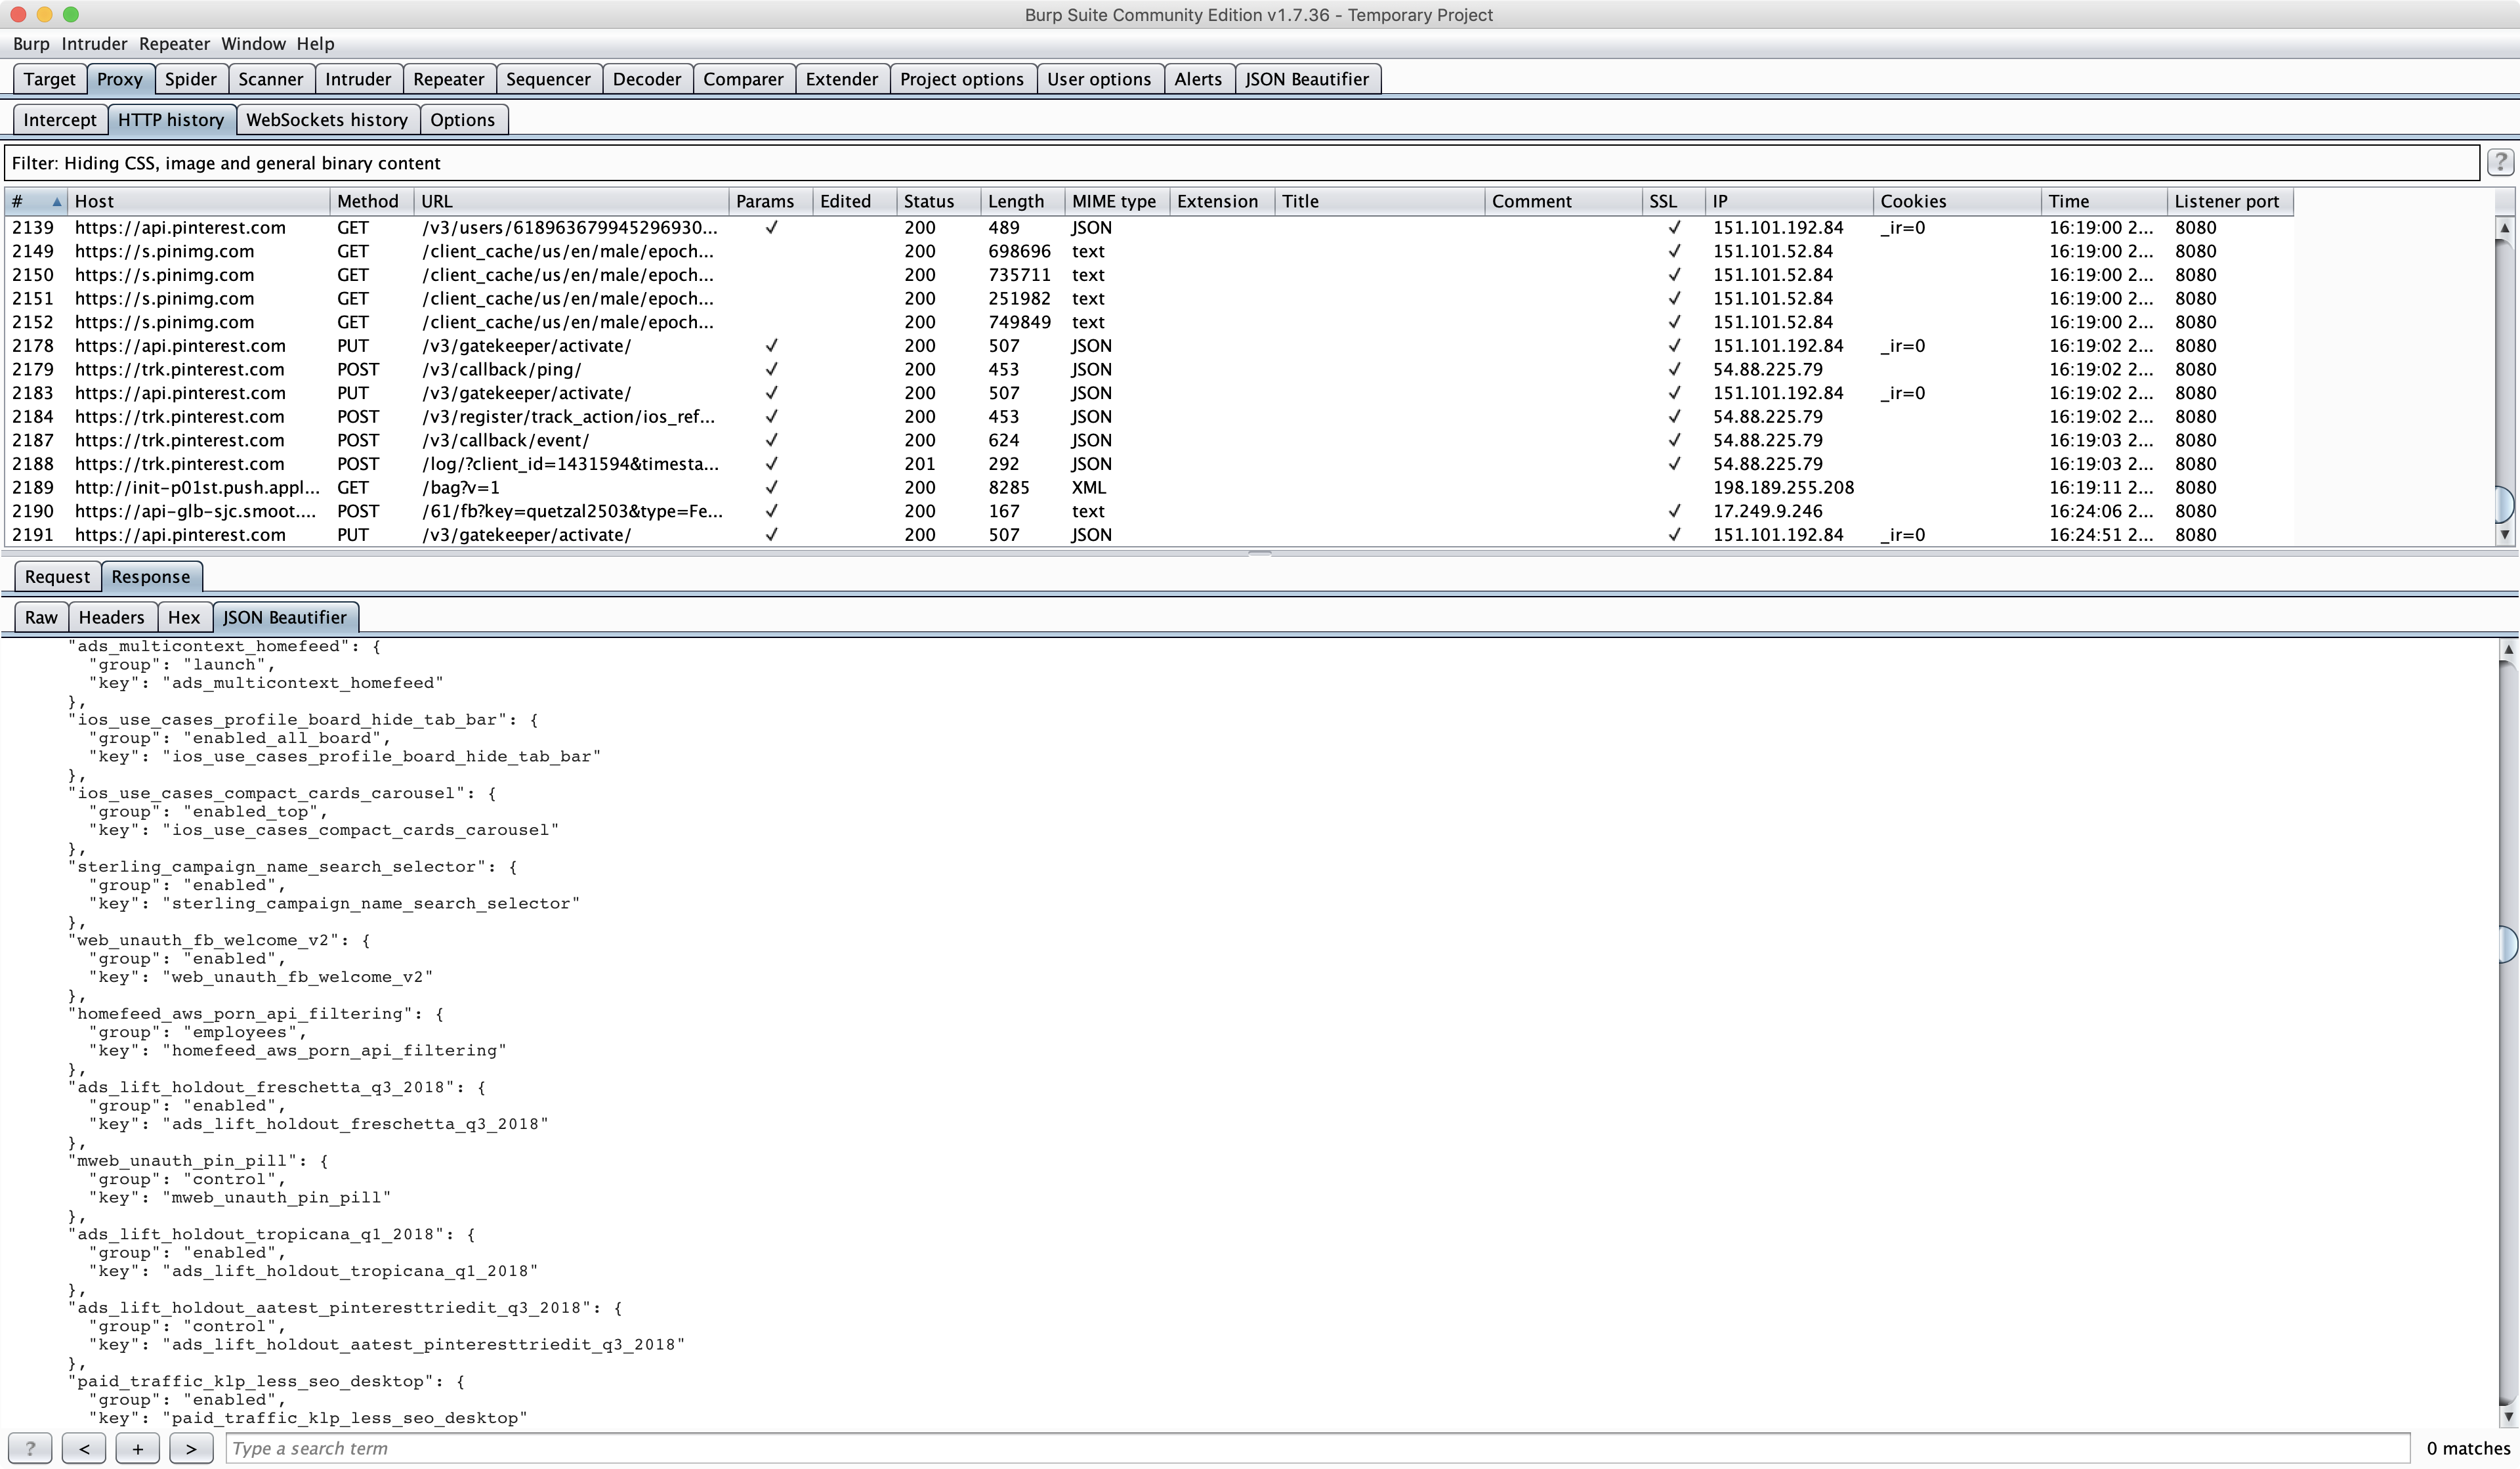 Burp Suite Community Edition v1.7.36 - Temporary Project
Burp Intruder Repeater Window Help
Target Proxy Spider Scanner Intruder Repeater Sequencer Decoder Comparer Extender Project options User options Alerts JSON Beautifier
Intercept HTTP history WebSockets history Options
Filter: Hiding CSS, image and general binary content ?
# Host Method URL Params Edited Status Length MIME type Extension Title Comment SSL IP Cookies Time Listener port
2139 https://api.pinterest.com GET /v3/users/618963679945296930... ✓ 200 489 JSON ✓ 151.101.192.84 _ir=0 16:19:00 2... 8080
2149 https://s.pinimg.com GET /client_cache/us/en/male/epoch... 200 698696 text ✓ 151.101.52.84 16:19:00 2... 8080
2150 https://s.pinimg.com GET /client_cache/us/en/male/epoch... 200 735711 text ✓ 151.101.52.84 16:19:00 2... 8080
2151 https://s.pinimg.com GET /client_cache/us/en/male/epoch... 200 251982 text ✓ 151.101.52.84 16:19:00 2... 8080
2152 https://s.pinimg.com GET /client_cache/us/en/male/epoch... 200 749849 text ✓ 151.101.52.84 16:19:00 2... 8080
2178 https://api.pinterest.com PUT /v3/gatekeeper/activate/ ✓ 200 507 JSON ✓ 151.101.192.84 _ir=0 16:19:02 2... 8080
2179 https://trk.pinterest.com POST /v3/callback/ping/ ✓ 200 453 JSON ✓ 54.88.225.79 16:19:02 2... 8080
2183 https://api.pinterest.com PUT /v3/gatekeeper/activate/ ✓ 200 507 JSON ✓ 151.101.192.84 _ir=0 16:19:02 2... 8080
2184 https://trk.pinterest.com POST /v3/register/track_action/ios_ref... ✓ 200 453 JSON ✓ 54.88.225.79 16:19:02 2... 8080
2187 https://trk.pinterest.com POST /v3/callback/event/ ✓ 200 624 JSON ✓ 54.88.225.79 16:19:03 2... 8080
2188 https://trk.pinterest.com POST /log/?client_id=1431594&timesta... ✓ 201 292 JSON ✓ 54.88.225.79 16:19:03 2... 8080
2189 http://init-p01st.push.appl... GET /bag?v=1 ✓ 200 8285 XML 198.189.255.208 16:19:11 2... 8080
2190 https://api-glb-sjc.smoot.... POST /61/fb?key=quetzal2503&type=Fe... ✓ 200 167 text ✓ 17.249.9.246 16:24:06 2... 8080
2191 https://api.pinterest.com PUT /v3/gatekeeper/activate/ ✓ 200 507 JSON ✓ 151.101.192.84 _ir=0 16:24:51 2... 8080
Request Response
Raw Headers Hex JSON Beautifier
"ads_multicontext_homefeed": {
"group": "launch",
"key": "ads_multicontext_homefeed"
},
"ios_use_cases_profile_board_hide_tab_bar": {
"group": "enabled_all_board",
"key": "ios_use_cases_profile_board_hide_tab_bar"
},
"ios_use_cases_compact_cards_carousel": {
"group": "enabled_top",
"key": "ios_use_cases_compact_cards_carousel"
},
"sterling_campaign_name_search_selector": {
"group": "enabled",
"key": "sterling_campaign_name_search_selector"
},
"web_unauth_fb_welcome_v2": {
"group": "enabled",
"key": "web_unauth_fb_welcome_v2"
},
"homefeed_aws_porn_api_filtering": {
"group": "employees",
"key": "homefeed_aws_porn_api_filtering"
},
"ads_lift_holdout_freschetta_q3_2018": {
"group": "enabled",
"key": "ads_lift_holdout_freschetta_q3_2018"
},
"mweb_unauth_pin_pill": {
"group": "control",
"key": "mweb_unauth_pin_pill"
},
"ads_lift_holdout_tropicana_q1_2018": {
"group": "enabled",
"key": "ads_lift_holdout_tropicana_q1_2018"
},
"ads_lift_holdout_aatest_pinteresttriedit_q3_2018": {
"group": "control",
"key": "ads_lift_holdout_aatest_pinteresttriedit_q3_2018"
},
"paid_traffic_klp_less_seo_desktop": {
"group": "enabled",
"key": "paid_traffic_klp_less_seo_desktop"
? < + > Type a search term 0 matches